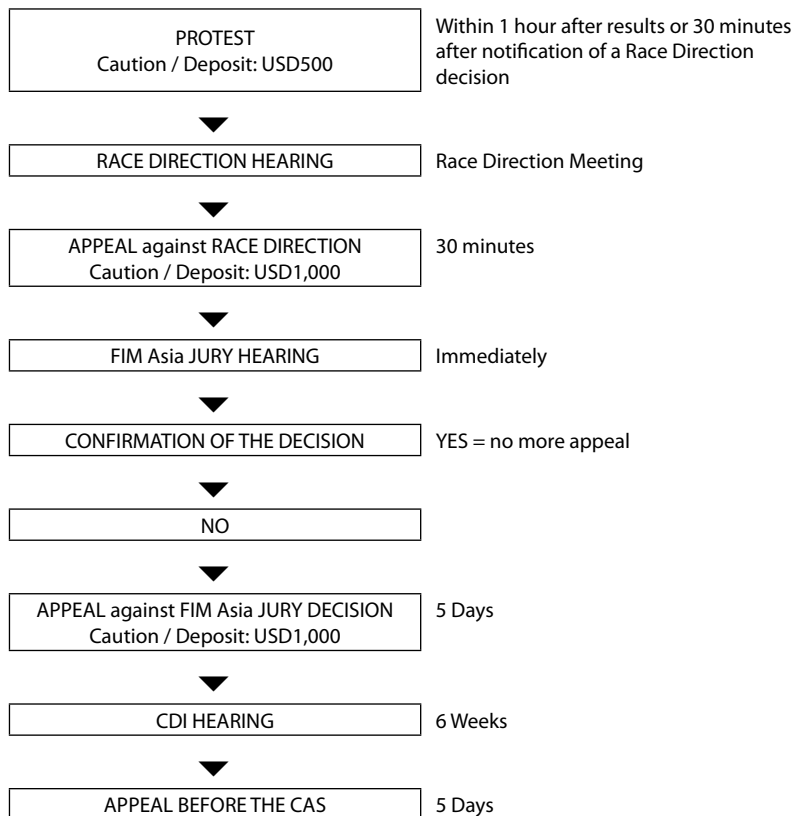 PROTEST
Caution / Deposit: USD500
Within 1 hour after results or 30 minutes
after notification of a Race Direction
decision
RACE DIRECTION HEARING
Race Direction Meeting
APPEAL against RACE DIRECTION
Caution / Deposit: USD1,000
30 minutes
FIM Asia JURY HEARING
Immediately
CONFIRMATION OF THE DECISION
YES = no more appeal
NO
APPEAL against FIM Asia JURY DECISION
Caution / Deposit: USD1,000
5 Days
CDI HEARING
6 Weeks
APPEAL BEFORE THE CAS
5 Days